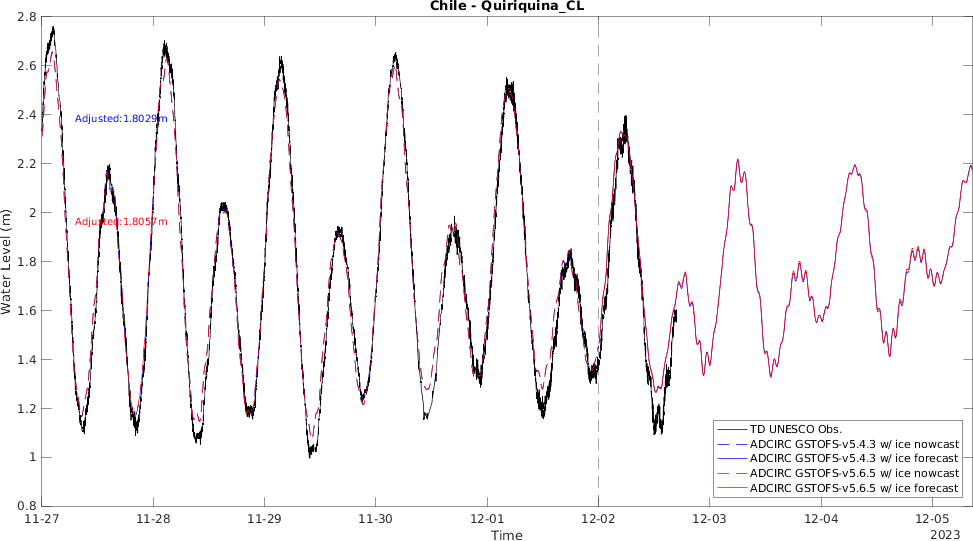 Chile - Quiriquina_CL
2.8
2.6
2.4
2.2
2
1.8
1.6
1.4
1.2
1
0.8
Water Level (m)
Adjusted:1.8029m
Adjusted:1.8057m
TD UNESCO Obs.
ADCIRC GSTOFS-v5.4.3 w/ ice nowcast
ADCIRC GSTOFS-v5.4.3 w/ ice forecast
ADCIRC GSTOFS-v5.6.5 w/ ice nowcast
ADCIRC GSTOFS-v5.6.5 w/ ice forecast
11-27 11-28 11-29 11-30 12-01 12-02 12-03 12-04 12-05
Time
2023